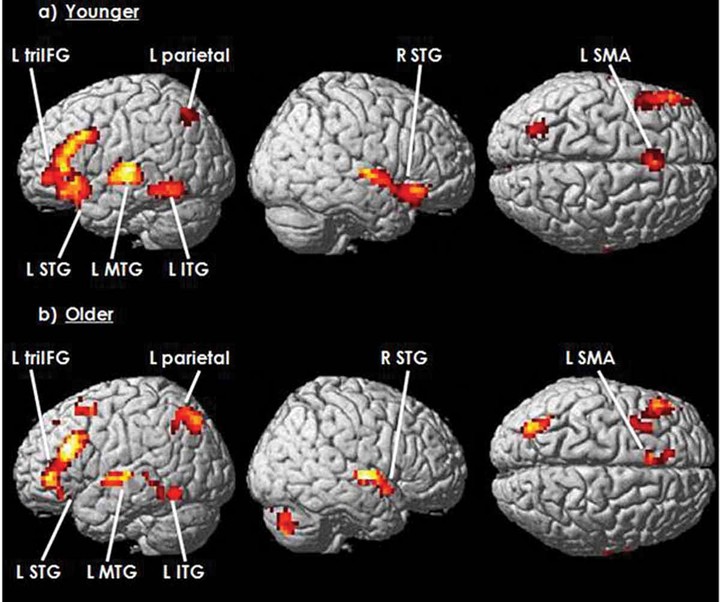 a) Younger
L triIFG L parietal R STG L SMA
L STG L MTG L ITG
b) Older
L triIFG L parietal R STG L SMA
L STG L MTG L ITG